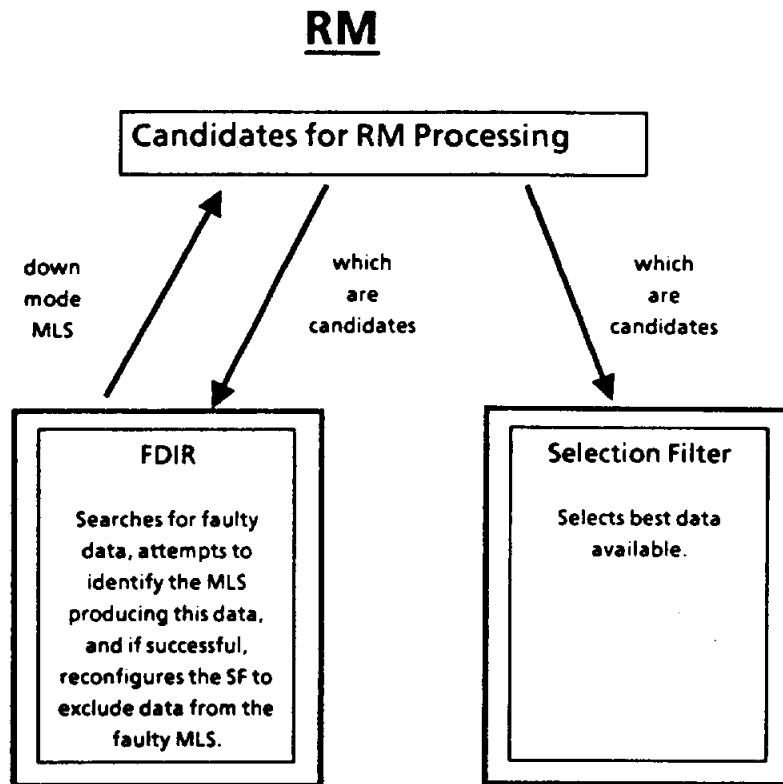 RM
Candidates for RM Processing
down
mode
MLS
which
are
candidates
which
are
candidates
FDIR
Searches for faulty
data, attempts to
identify the MLS
producing this data,
and if successful,
reconfigures the SF to
exclude data from the
faulty MLS.
Selection Filter
Selects best data
available.